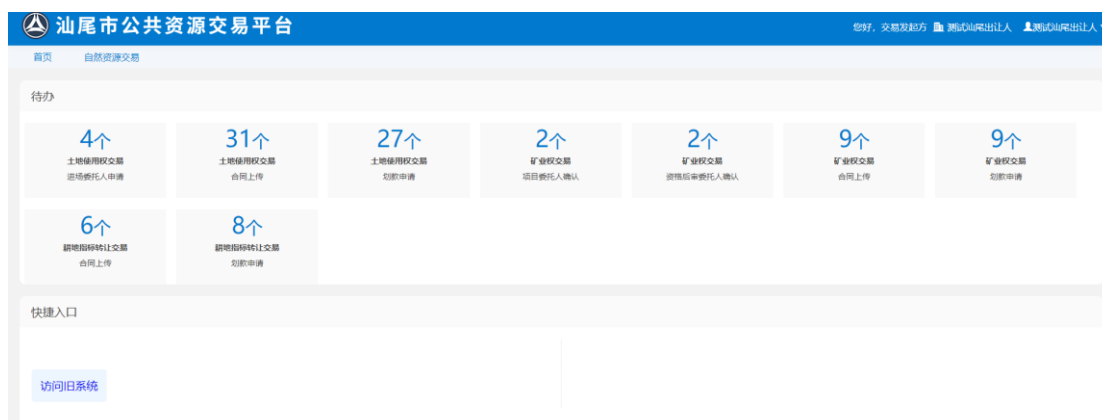 汕尾市公共资源交易平台
您好，交易发起方 测试汕尾出让人 测试汕尾出让人
首页 自然资源交易
待办
4个 31个 27个 2个 2个 9个 9个
土地使用权交易 土地使用权交易 土地使用权交易 矿业权交易 矿业权交易 矿业权交易 矿业权交易
进场委托人申请 合同上传 划款申请 项目委托人确认 资格后审委托人确认 合同上传 划款申请
6个 8个
耕地指标转让交易 耕地指标转让交易
合同上传 划款申请
快捷入口
访问旧系统